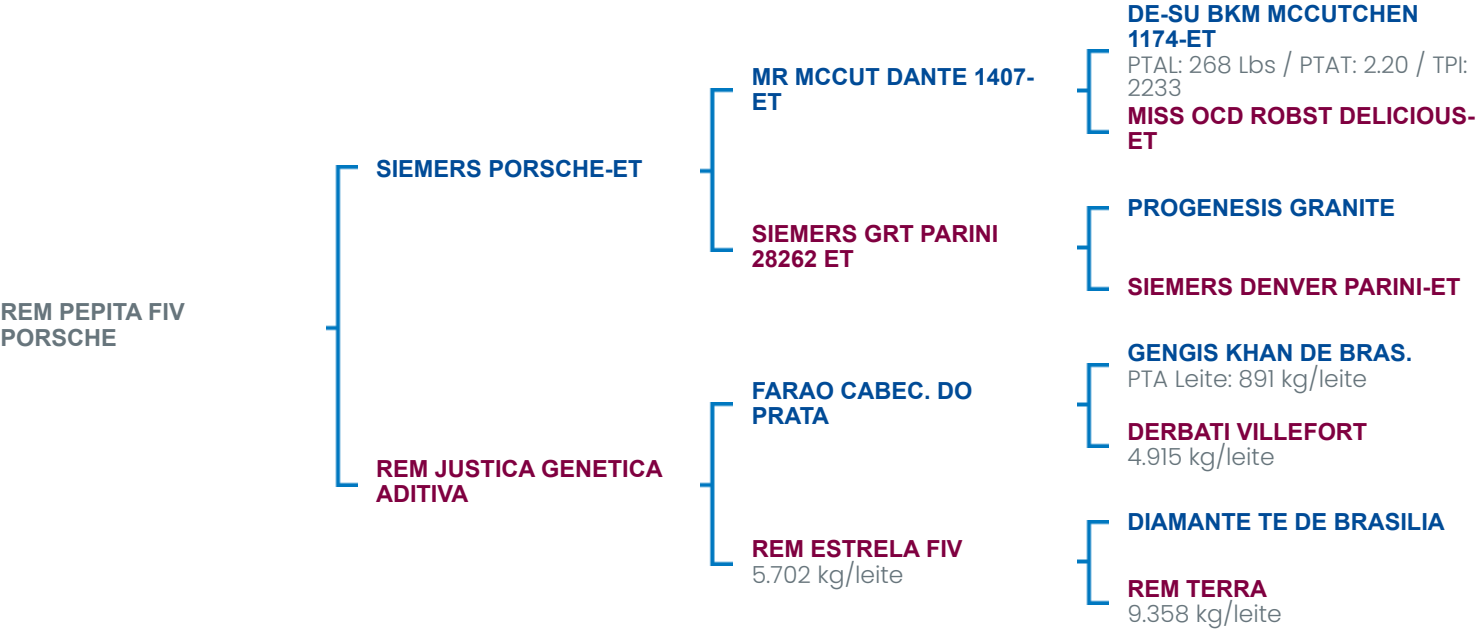 REM PEPITA FIV
PORSCHE
SIEMERS PORSCHE-ET
REM JUSTICA GENETICA
ADITIVA
MR MCCUT DANTE 1407-
ET
SIEMERS GRT PARINI
28262 ET
FARAO CABEC. DO
PRATA
REM ESTRELA FIV
5.702 kg/leite
DE-SU BKM MCCUTCHEN
1174-ET
PTAL: 268 Lbs / PTAT: 2.20 / TPI:
2233
MISS OCD ROBST DELICIOUS-
ET
PROGENESIS GRANITE
SIEMERS DENVER PARINI-ET
GENGIS KHAN DE BRAS.
PTA Leite: 891 kg/leite
DERBATI VILLEFORT
4.915 kg/leite
DIAMANTE TE DE BRASILIA
REM TERRA
9.358 kg/leite